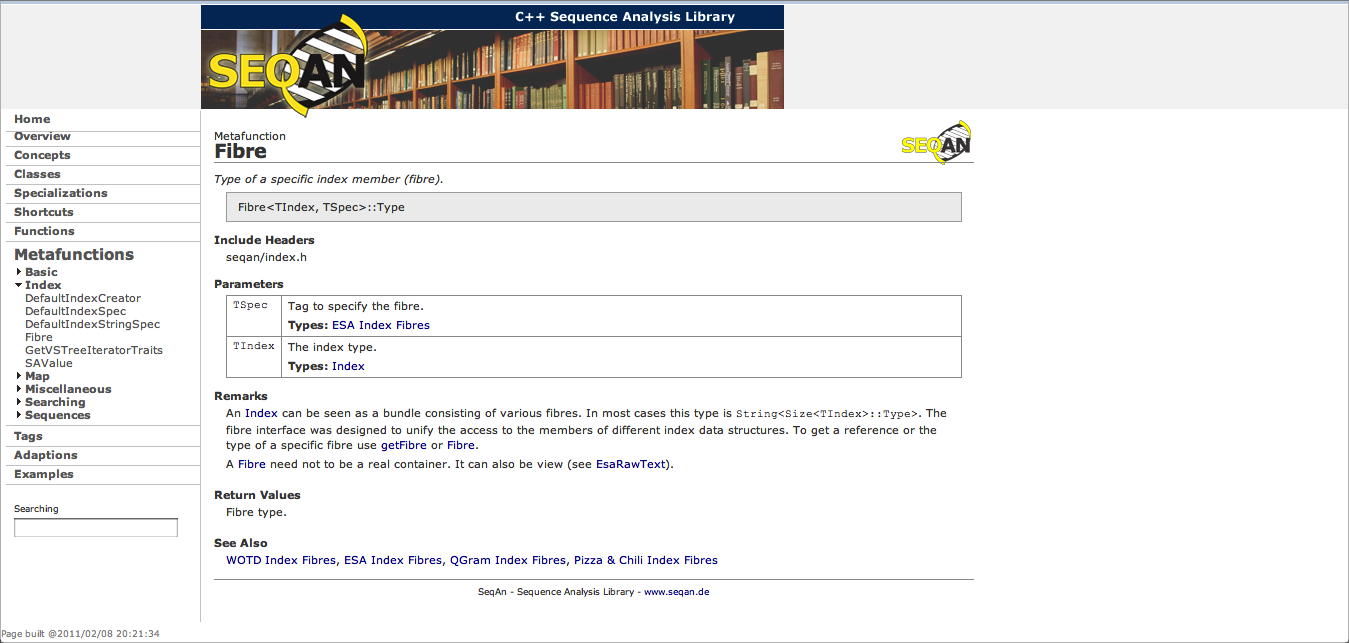 C++ Sequence Analysis Library
SEQAN
Home
Overview
Concepts
Classes
Specializations
Shortcuts
Functions
Metafunctions
Basic
Index
DefaultIndexCreator
DefaultIndexSpec
DefaultIndexStringSpec
Fibre
GetVSTreeIteratorTraits
SAValue
Map
Miscellaneous
Searching
Sequences
Tags
Adaptions
Examples
Searching
Metafunction
Fibre
SEQAN
Type of a specific index member (fibre).
Fibre<TIndex, TSpec>::Type
Include Headers
seqan/index.h
Parameters
TSpec Tag to specify the fibre.
Types: ESA Index Fibres
TIndex The index type.
Types: Index
Remarks
An Index can be seen as a bundle consisting of various fibres. In most cases this type is String<Size<TIndex>::Type>. The
fibre interface was designed to unify the access to the members of different index data structures. To get a reference or the
type of a specific fibre use getFibre or Fibre.
A Fibre need not to be a real container. It can also be view (see EsaRawText).
Return Values
Fibre type.
See Also
WOTD Index Fibres, ESA Index Fibres, QGram Index Fibres, Pizza & Chili Index Fibres
SeqAn - Sequence Analysis Library - www.seqan.de
Page built @2011/02/08 20:21:34